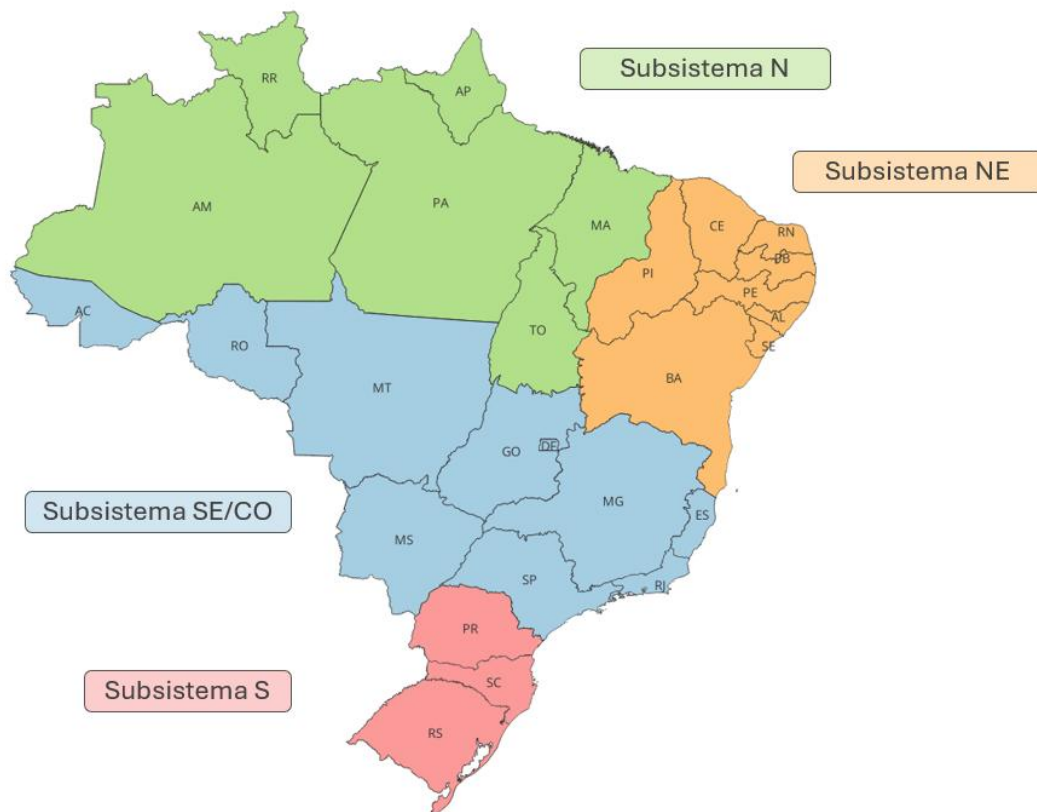 Subsistema N
RR
AP
Subsistema NE
AM
PA
MA
CE
RN
PB
PI
PE
AL
AC
TO
SE
RO
BA
MT
DF
GO
Subsistema SE/CO
MG
ES
MS
SP
RJ
PR
Subsistema S
SC
RS